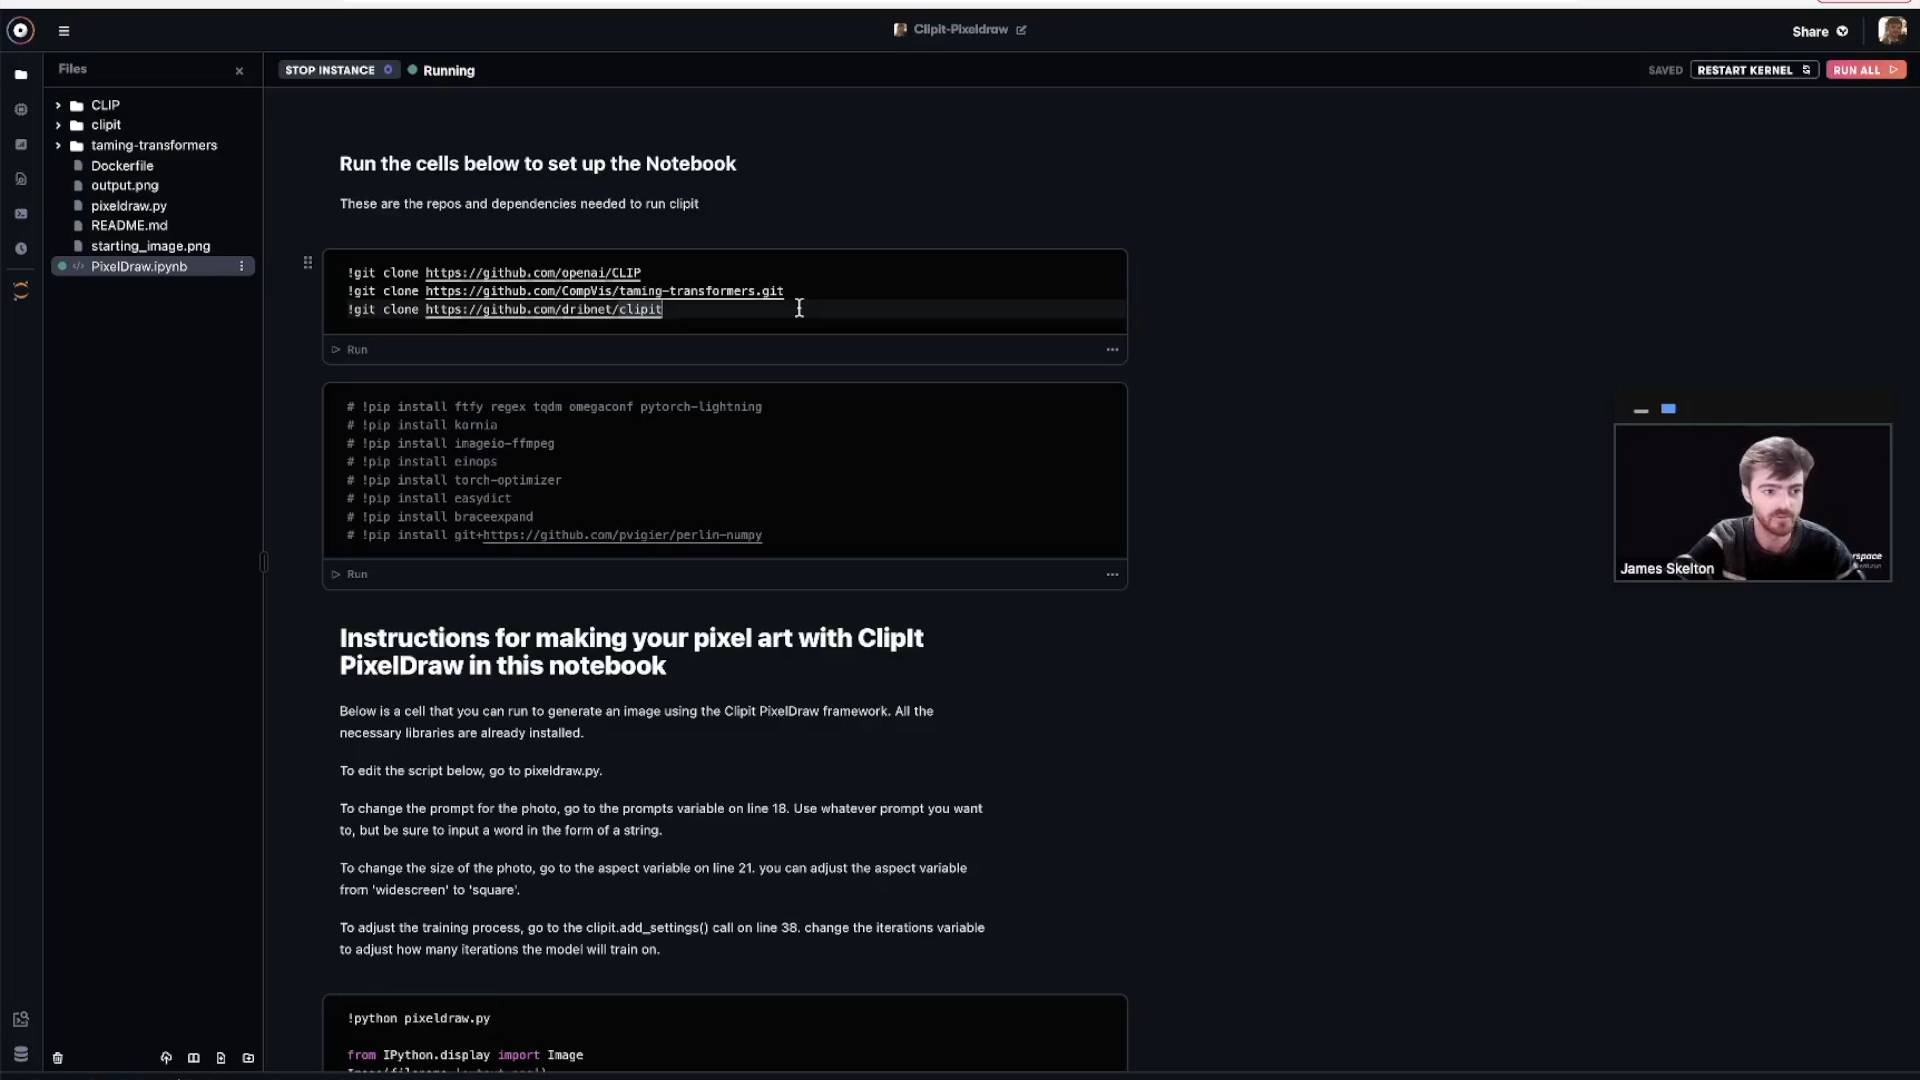 Clipit-Pixeldraw
Share
Files
STOP INSTANCE
Running
SAVED
RESTART KERNEL
RUN ALL
CLIP
clipit
taming-transformers
Dockerfile
output.png
pixeldraw.py
README.md
starting_image.png
PixelDraw.ipynb
Run the cells below to set up the Notebook
These are the repos and dependencies needed to run clipit
!git clone https://github.com/openai/CLIP
!git clone https://github.com/CompVis/taming-transformers.git
!git clone https://github.com/dribnet/clipit
Run
# !pip install ftfy regex tqdm omegaconf pytorch-lightning
# !pip install kornia
# !pip install imageio-ffmpeg
# !pip install einops
# !pip install torch-optimizer
# !pip install easydict
# !pip install braceexpand
# !pip install git+https://github.com/pvigier/perlin-numpy
Run
Instructions for making your pixel art with ClipIt
PixelDraw in this notebook
Below is a cell that you can run to generate an image using the Clipit PixelDraw framework. All the
necessary libraries are already installed.
To edit the script below, go to pixeldraw.py.
To change the prompt for the photo, go to the prompts variable on line 18. Use whatever prompt you want
to, but be sure to input a word in the form of a string.
To change the size of the photo, go to the aspect variable on line 21. you can adjust the aspect variable
from 'widescreen' to 'square'.
To adjust the training process, go to the clipit.add_settings() call on line 38. change the iterations variable
to adjust how many iterations the model will train on.
!python pixeldraw.py
from IPython.display import Image
rspace
James Skelton